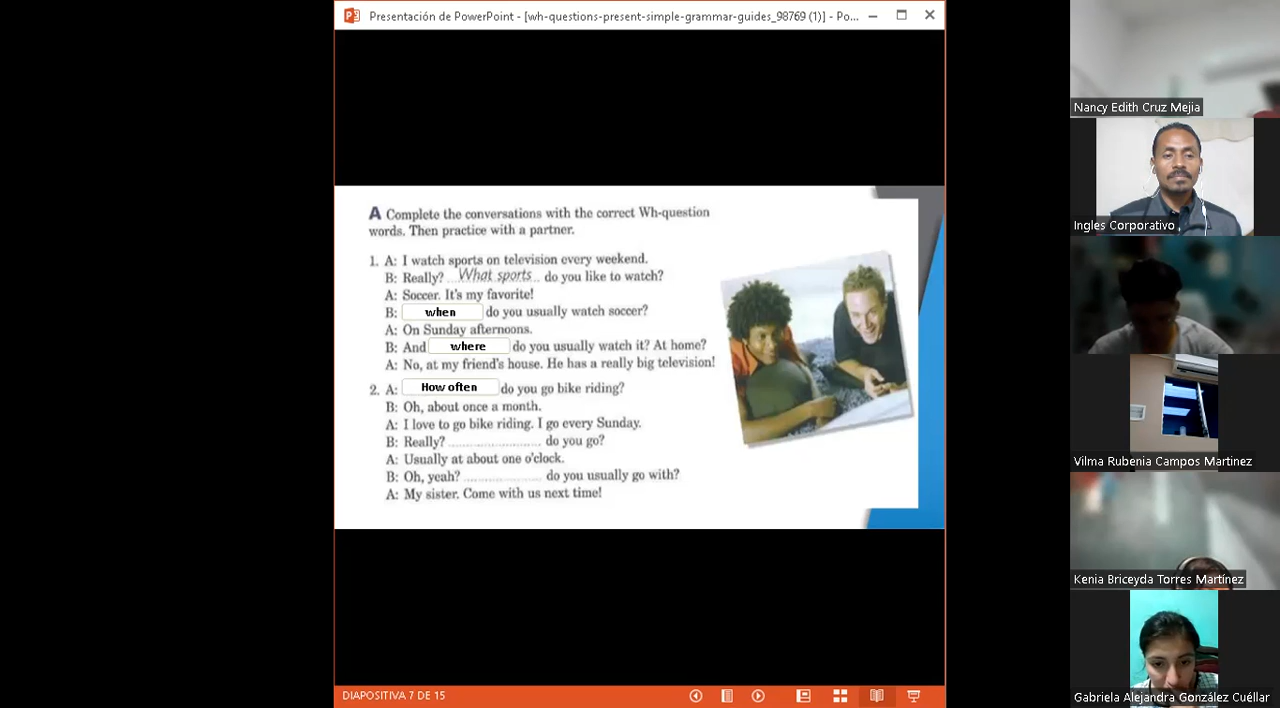 Presentación de PowerPoint - [wh-questions-present-simple-grammar-guides_98769 (1)] - Po...
A Complete the conversations with the correct Wh-question
words. Then practice with a partner.
1. A: I watch sports on television every weekend.
B: Really? What sports do you like to watch?
A: Soccer. It's my favorite!
B: when do you usually watch soccer?
A: On Sunday afternoons.
B: And where do you usually watch it? At home?
A: No, at my friend's house. He has a really big television!
2. A: How often do you go bike riding?
B: Oh, about once a month.
A: I love to go bike riding. I go every Sunday.
B: Really? .................... do you go?
A: Usually at about one o'clock.
B: Oh, yeah? .................... do you usually go with?
A: My sister. Come with us next time!
DIAPOSITIVA 7 DE 15
Nancy Edith Cruz Mejia
Ingles Corporativo
Vilma Rubenia Campos Martinez
Kenia Briceyda Torres Martínez
Gabriela Alejandra González Cuéllar